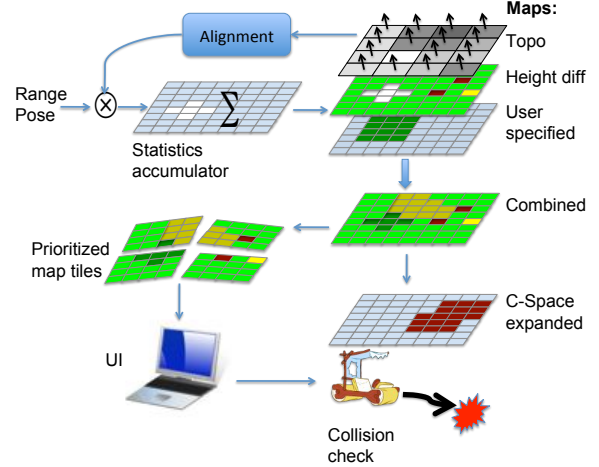 Maps:
Alignment
Topo
Height diff
Range
Pose
Σ
User
specified
Statistics
accumulator
Combined
Prioritized
map tiles
C-Space
expanded
UI
Collision
check